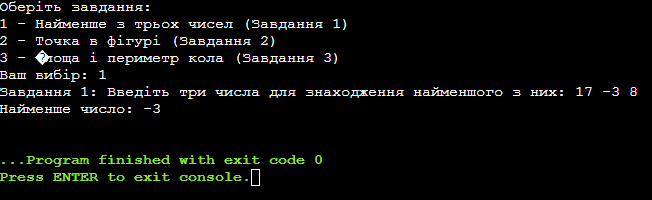 Оберіть завдання:
1 - Найменше з трьох чисел (Завдання 1)
2 - Точка в фігурі (Завдання 2)
3 - �лоща і периметр кола (Завдання 3)
Ваш вибір: 1
Завдання 1: Введіть три числа для знаходження найменшого з них: 17 -3 8
Найменше число: -3
...Program finished with exit code 0
Press ENTER to exit console.